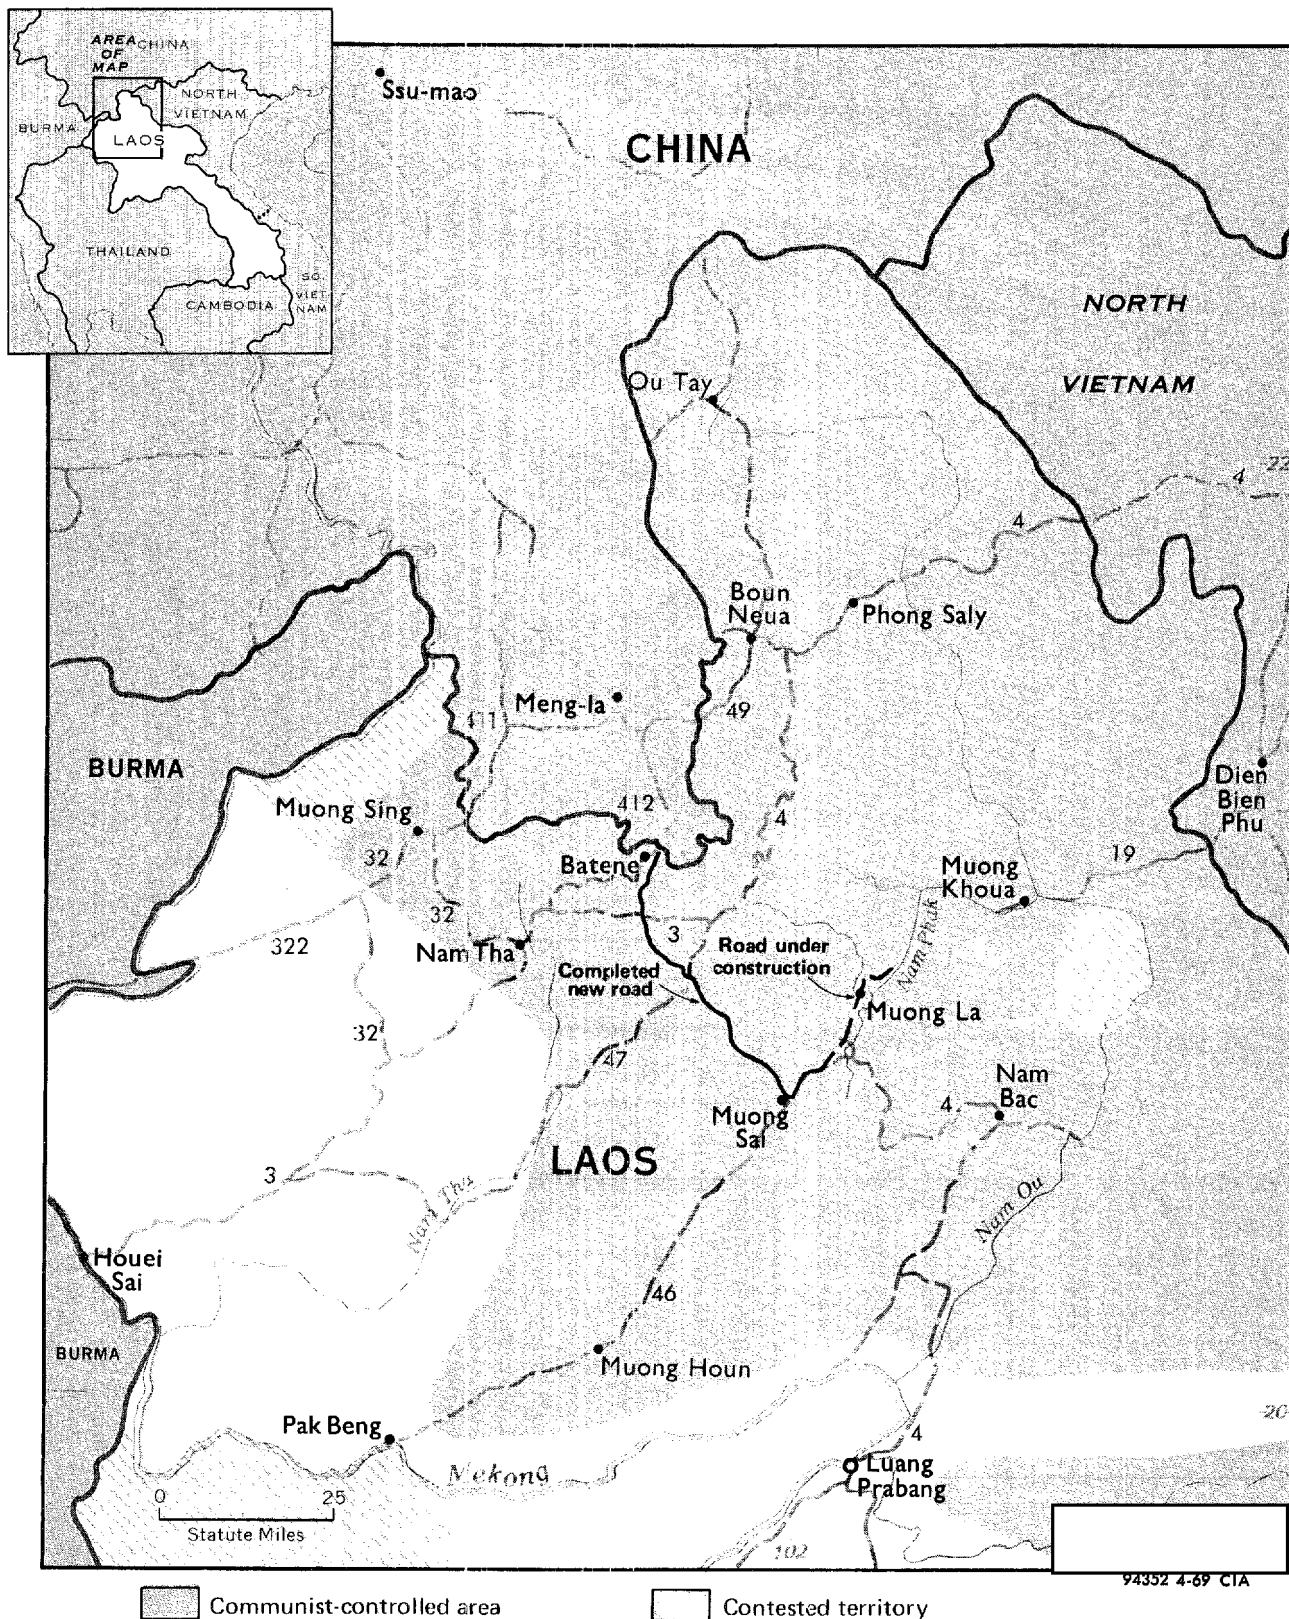 AREA
OF
MAP
CHINA
NORTH
VIETNAM
BURMA
LAOS
THAILAND
CAMBODIA
SO
VIET
NAM
Ssu-mao
CHINA
NORTH
VIETNAM
Ou Tay
22
4
4
Boun
Neua
Phong Saly
Meng-la
49
411
BURMA
Dien
Bien
Phu
412
Muong Sing
4
32
Batene
19
Muong
Khoua
32
322
Nam Tha
3
Road under
construction
Nam Phak
Completed
new road
Muong La
32
47
Nam
Bac
4
Muong
Sai
LAOS
3
Nam Tha
Nam Ou
Houei
Sai
46
BURMA
Muong Houn
Pak Beng
20
4
Mekong
Luang
Prabang
0 25
Statute Miles
102
94352 4-69 CIA
Communist-controlled area
Contested territory